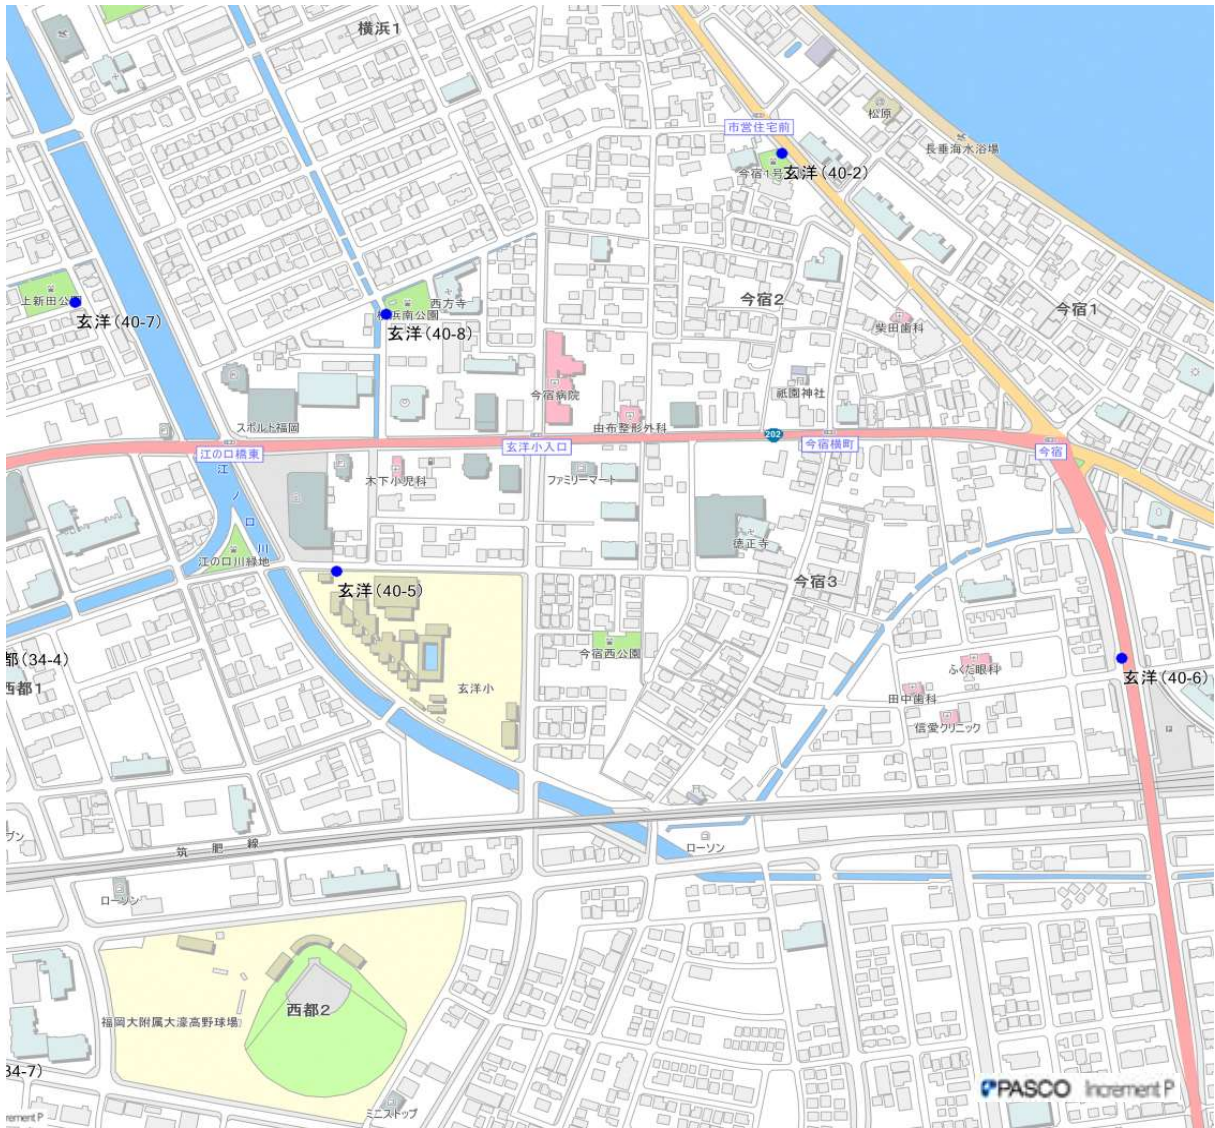 横浜1
松原
市営住宅前
長垂海水浴場
今宿1号
玄洋(40-2)
上新田公園
玄洋(40-7)
西方寺
横浜南公園
玄洋(40-8)
今宿2
今宿1
柴田歯科
今宿病院
祇園神社
スポルト福岡
由布整形外科
202
江の口橋東
玄洋小入口
今宿横町
今宿
江ノ口川
木下小児科
ファミリーマート
徳正寺
江の口川緑地
玄洋(40-5)
今宿3
都(34-4)
西都1
今宿西公園
玄洋小
ふくだ眼科
玄洋(40-6)
田中歯科
信愛クリニック
ブン
筑肥線
ローソン
ローソン
西都2
福岡大附属大濠高野球場
34-7)
ミニストップ
PASCO Increment P
rement P